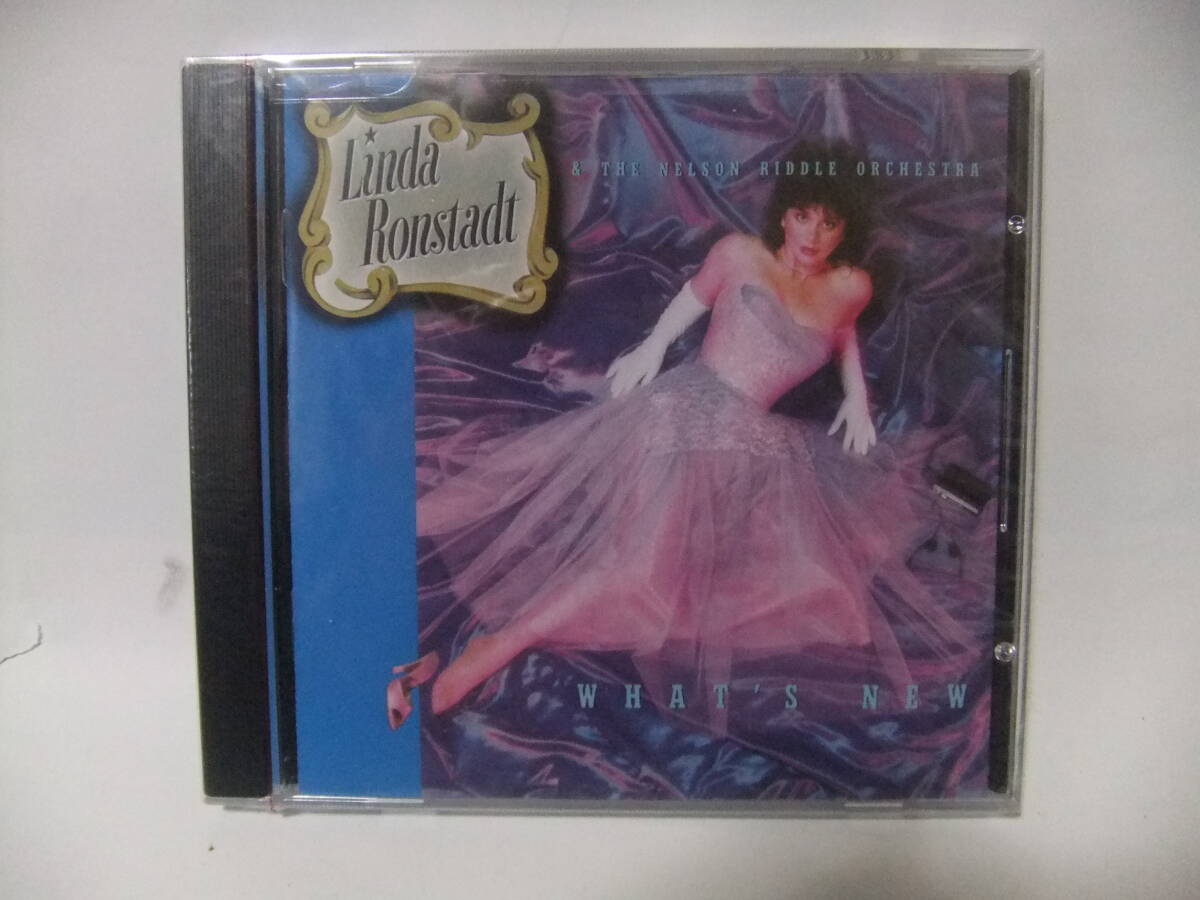 Linda
Ronstadt
& THE NELSON RIDDLE ORCHESTRA
WHAT'S NEW